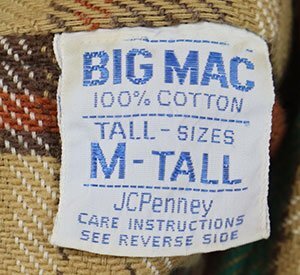 BIG MAC
100% COTTON
TALL-SIZES
M-TALL
JCPenney
CARE INSTRUCTIONS
SEE REVERSE SIDE